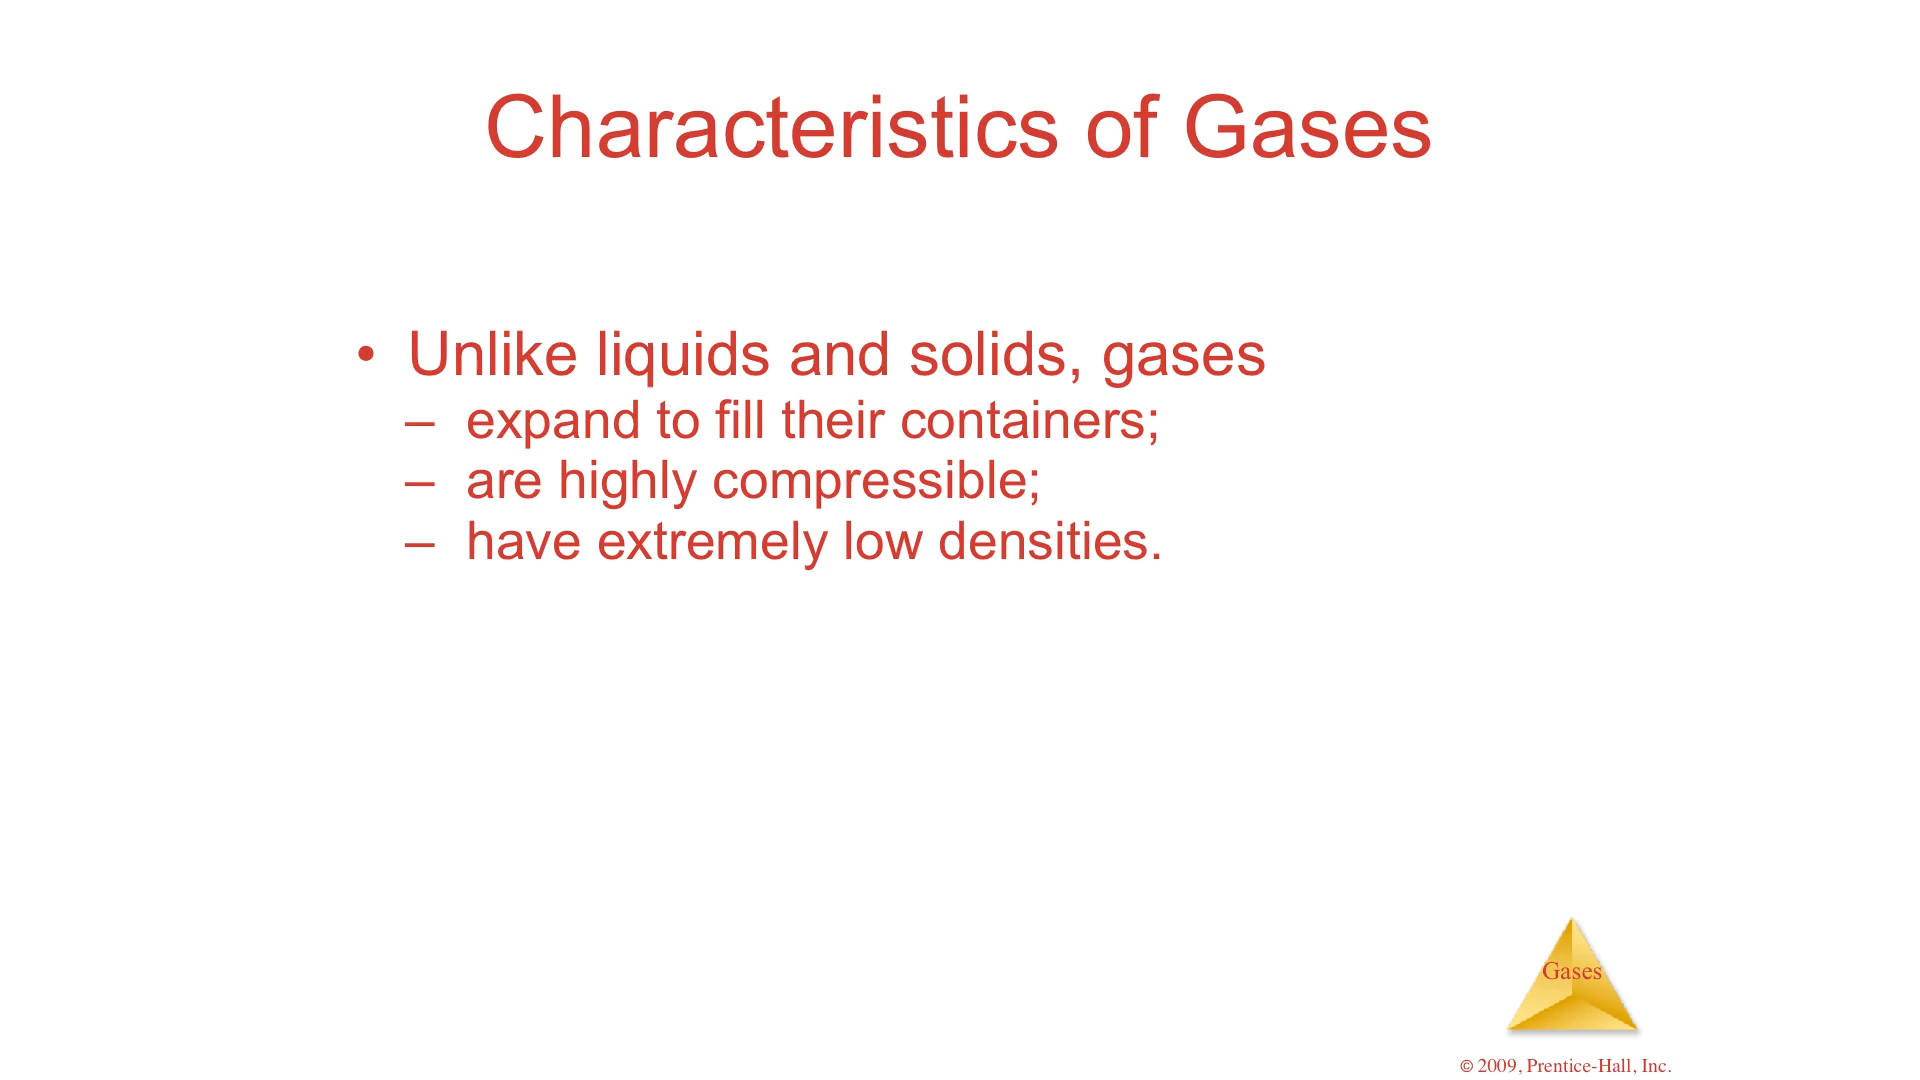 Characteristics of Gases
• Unlike liquids and solids, gases
– expand to fill their containers;
– are highly compressible;
– have extremely low densities.
Gases
© 2009, Prentice-Hall, Inc.